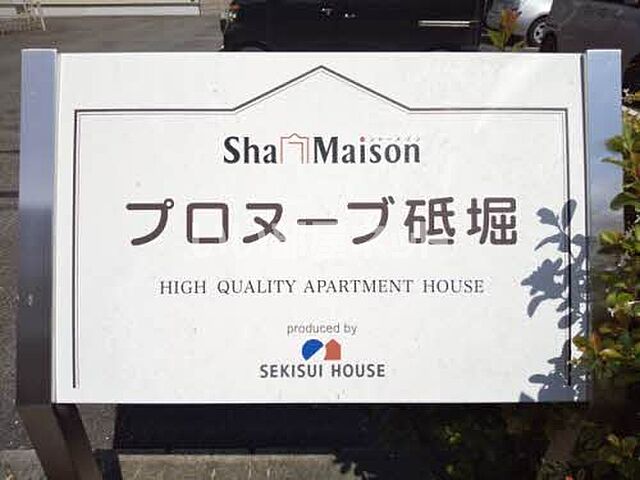 シャーメゾン
Sha Maison
プロヌーブ砥堀
HIGH QUALITY APARTMENT HOUSE
produced by
SEKISUI HOUSE